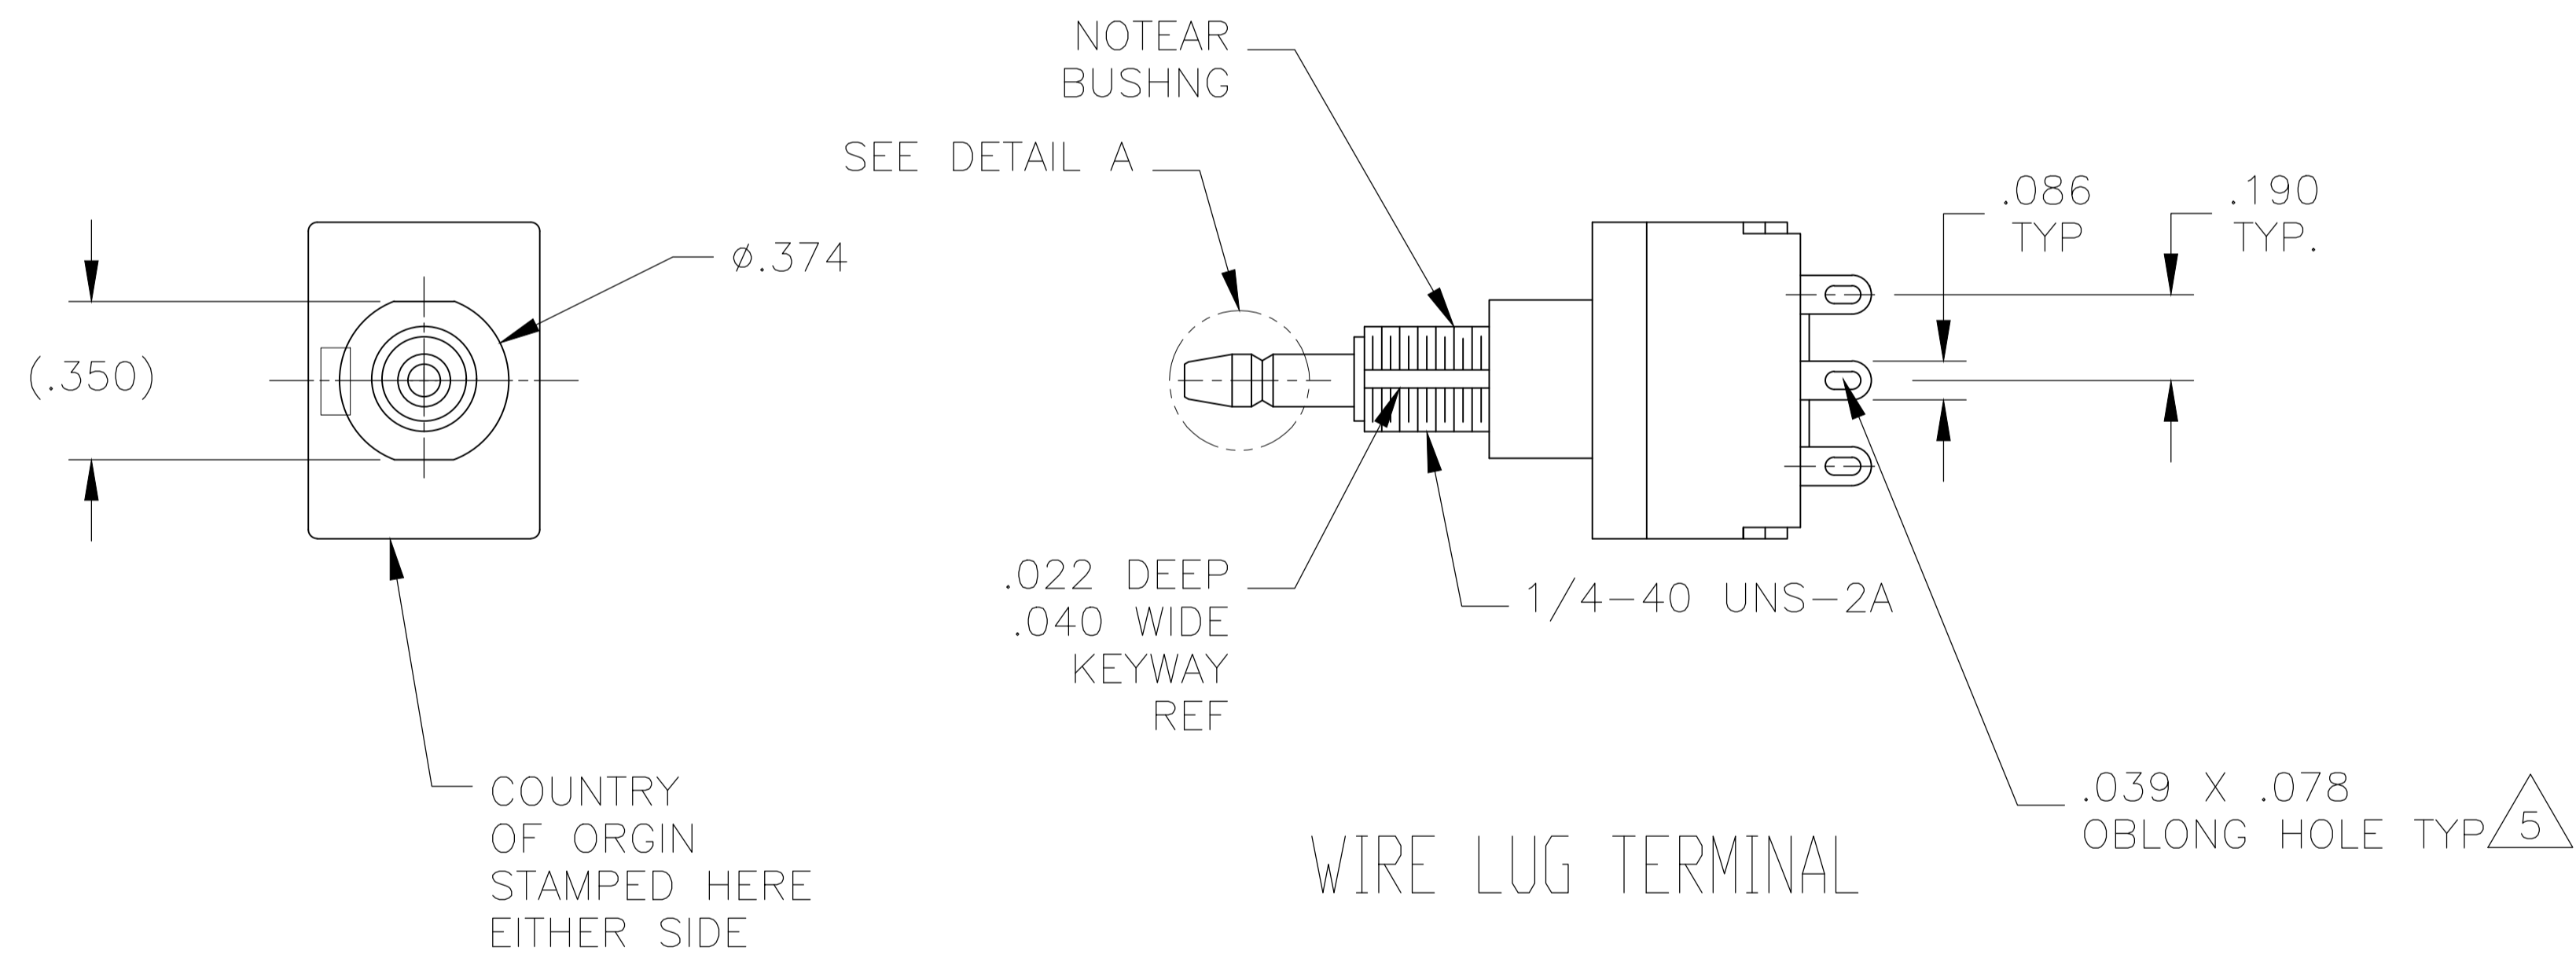 NOTEAR
BUSHNG
SEE DETAIL A
.086
TYP
.190
TYP.
⌀.374
(.350)
.022 DEEP
.040 WIDE
KEYWAY
REF
1/4-40 UNS-2A
COUNTRY
OF ORGIN
STAMPED HERE
EITHER SIDE
.039 X .078
OBLONG HOLE TYP 5
WIRE LUG TERMINAL